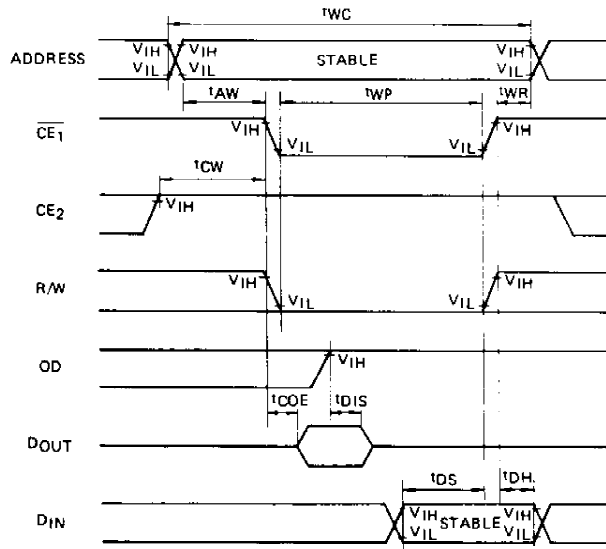 tWC
ADDRESS VIH VIH STABLE VIH
VIL VIL VIL
tAW tWP tWR
CE1 VIH VIL VIL VIH
tCW
CE2 VIH
R/W VIH VIL VIL VIH
OD VIH
tCOE tDIS
DOUT
tDS tDH
DIN VIH STABLE VIH
VIL VIL